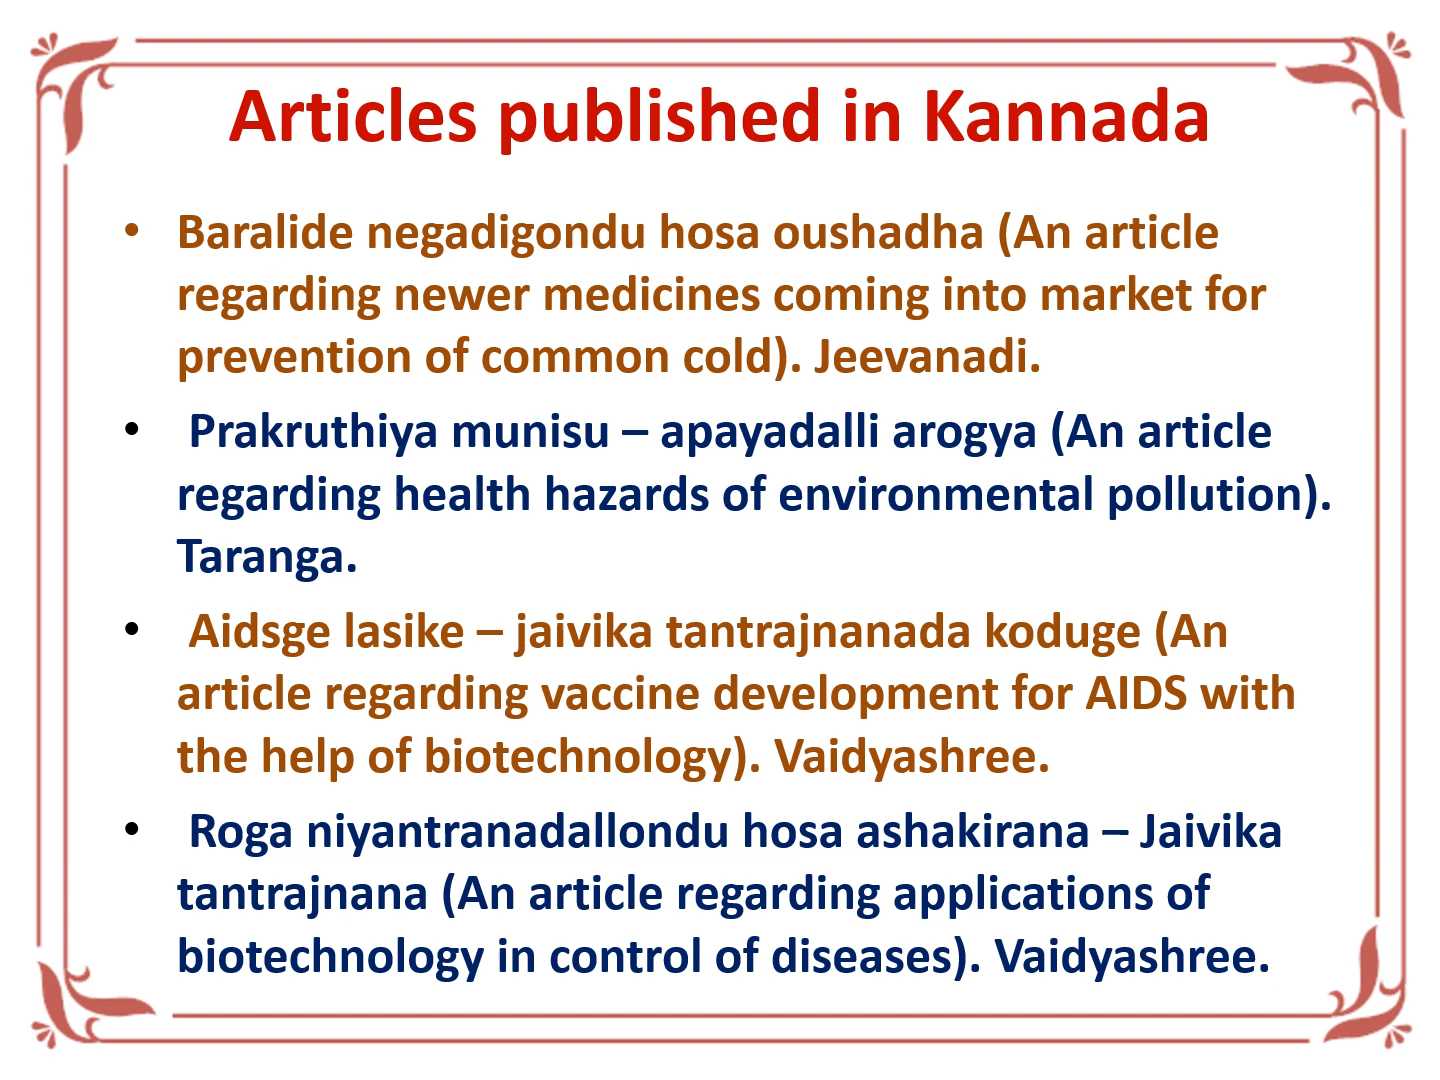 Articles published in Kannada
• Baralide negadigondu hosa oushadha (An article
regarding newer medicines coming into market for
prevention of common cold). Jeevanadi.
• Prakruthiya munisu – apayadalli arogya (An article
regarding health hazards of environmental pollution).
Taranga.
• Aidsge lasike – jaivika tantrajnanada koduge (An
article regarding vaccine development for AIDS with
the help of biotechnology). Vaidyashree.
• Roga niyantranadallondu hosa ashakirana – Jaivika
tantrajnana (An article regarding applications of
biotechnology in control of diseases). Vaidyashree.